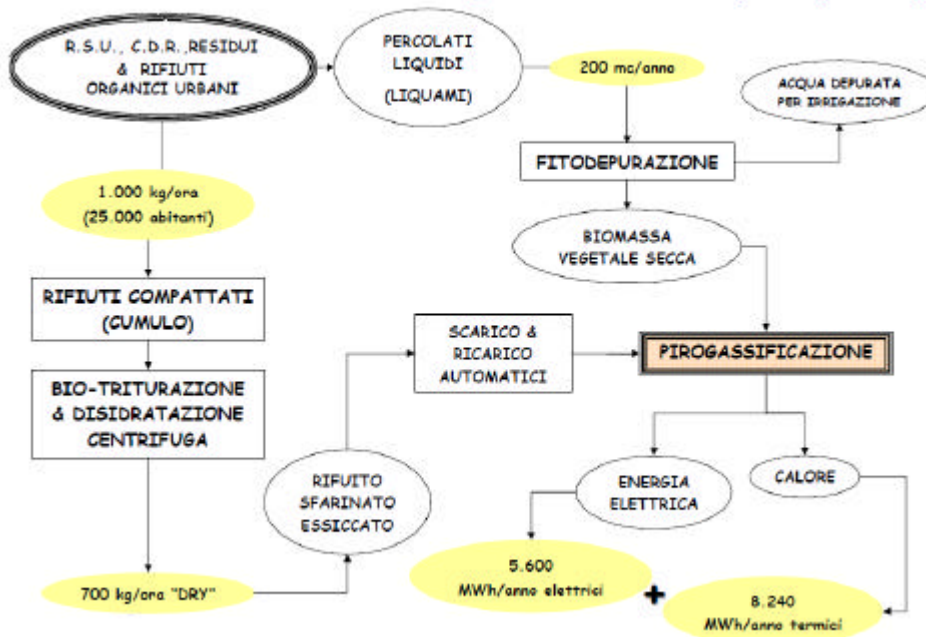 R.S.U., C.D.R.,RESIDUI
& RIFIUTI
ORGANICI URBANI
PERCOLATI
LIQUIDI
(LIQUAMI)
200 mc/anno
ACQUA DEPURATA
PER IRRIGAZIONE
FITODEPURAZIONE
1.000 kg/ora
(25.000 abitanti)
BIOMASSA
VEGETALE SECCA
RIFIUTI COMPATTATI
(CUMULO)
SCARICO &
RICARICO
AUTOMATICI
PIROGASSIFICAZIONE
BIO-TRITURAZIONE
& DISIDRATAZIONE
CENTRIFUGA
RIFUITO
SFARINATO
ESSICCATO
ENERGIA
ELETTRICA
CALORE
5.600
MWh/anno elettrici
+
700 kg/ora "DRY"
8.240
MWh/anno termici